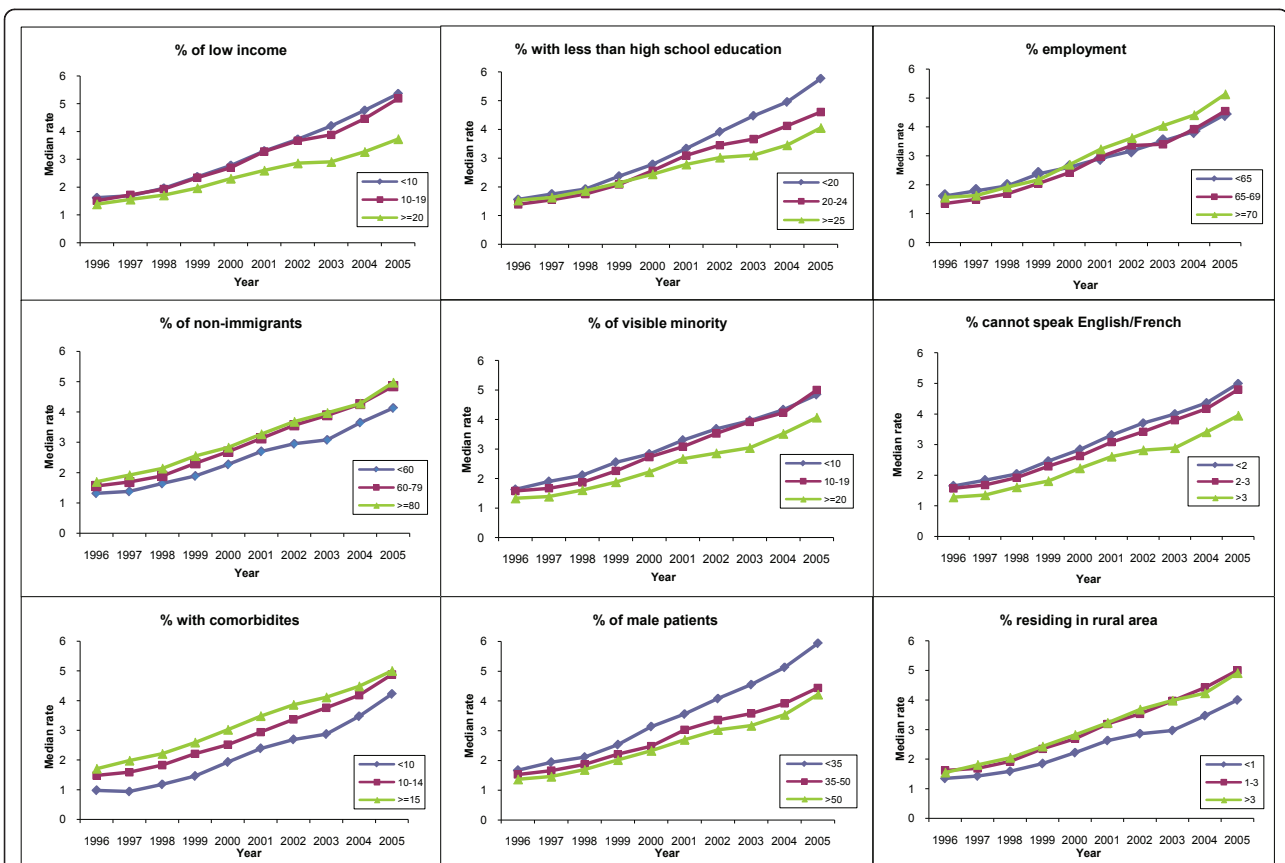 % of low income
6
5
4
3
2
1
0
Median rate
<10
10-19
>=20
1996 1997 1998 1999 2000 2001 2002 2003 2004 2005
Year
% with less than high school education
6
5
4
3
2
1
0
Median rate
<20
20-24
>=25
1996 1997 1998 1999 2000 2001 2002 2003 2004 2005
Year
% employment
6
5
4
3
2
1
0
Median rate
<65
65-69
>=70
1996 1997 1998 1999 2000 2001 2002 2003 2004 2005
Year
% of non-immigrants
6
5
4
3
2
1
0
Median rate
<60
60-79
>=80
1996 1997 1998 1999 2000 2001 2002 2003 2004 2005
Year
% of visible minority
6
5
4
3
2
1
0
Median rate
<10
10-19
>=20
1996 1997 1998 1999 2000 2001 2002 2003 2004 2005
Year
% cannot speak English/French
6
5
4
3
2
1
0
Median rate
<2
2-3
>3
1996 1997 1998 1999 2000 2001 2002 2003 2004 2005
Year
% with comorbidites
6
5
4
3
2
1
0
Median rate
<10
10-14
>=15
1996 1997 1998 1999 2000 2001 2002 2003 2004 2005
Year
% of male patients
6
5
4
3
2
1
0
Median rate
<35
35-50
>50
1996 1997 1998 1999 2000 2001 2002 2003 2004 2005
Year
% residing in rural area
6
5
4
3
2
1
0
Median rate
<1
1-3
>3
1996 1997 1998 1999 2000 2001 2002 2003 2004 2005
Year